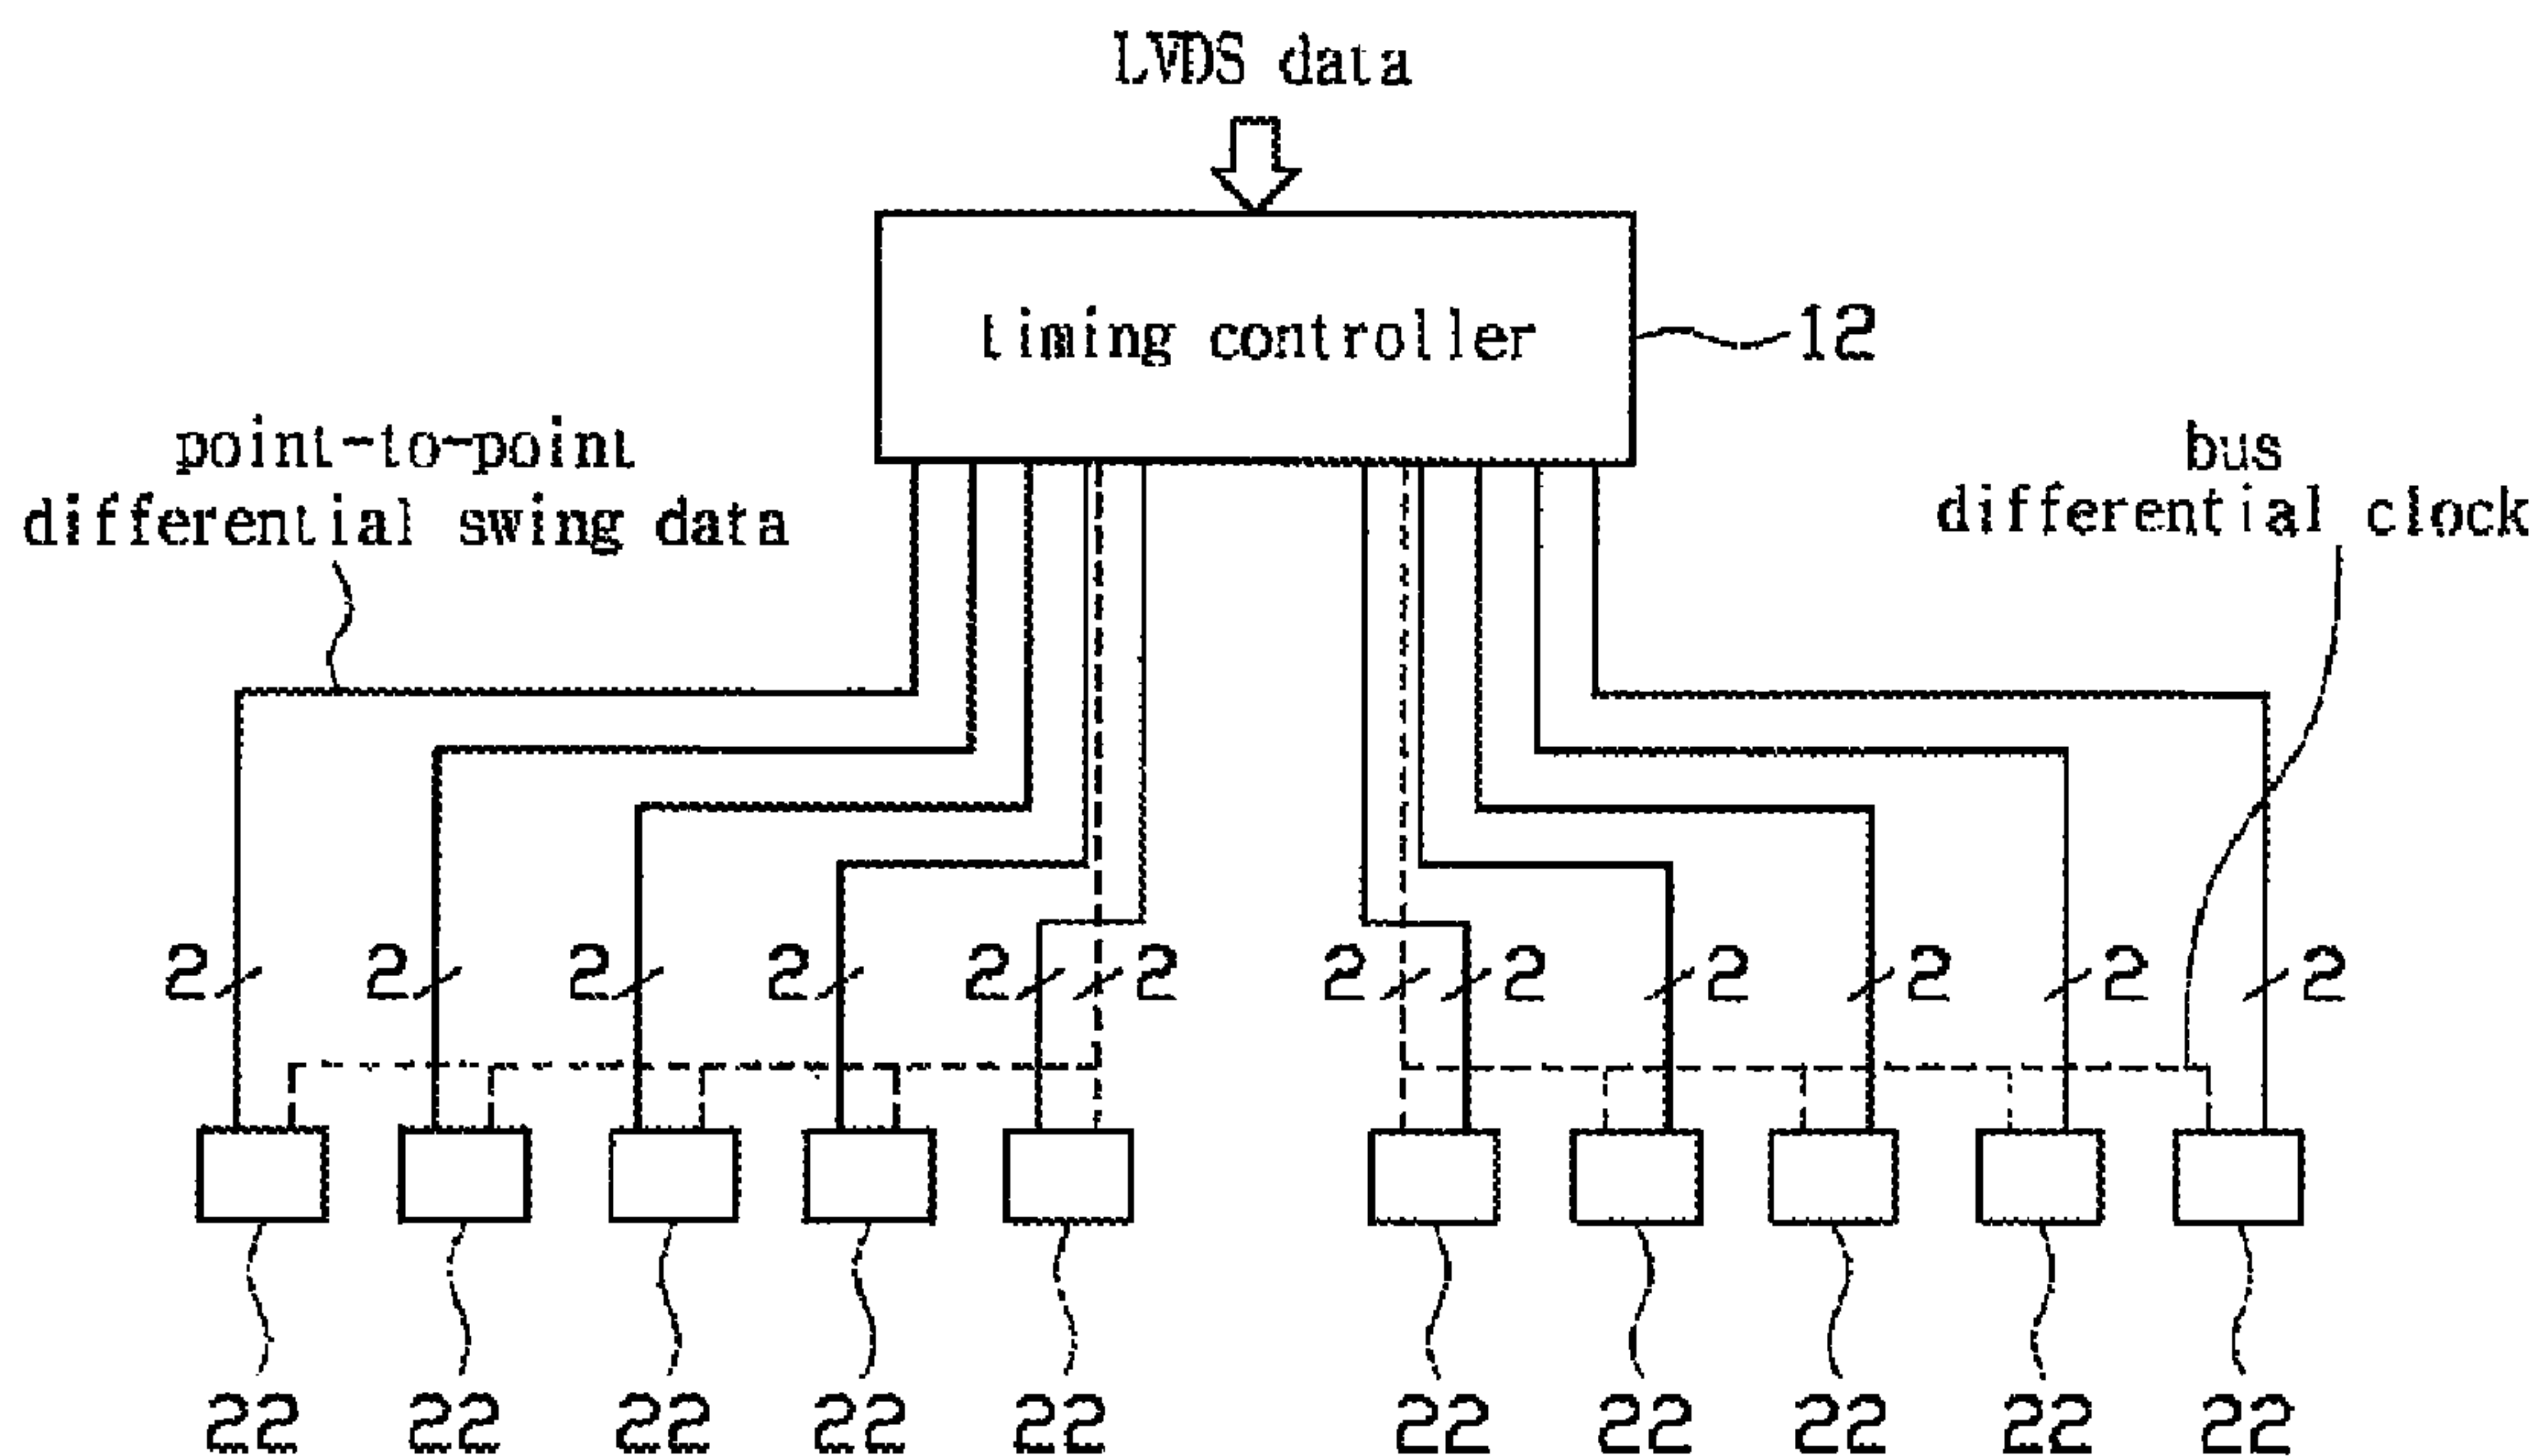 LVDS data
timing controller
12
point-to-point
differential swing data
bus
differential clock
2 2 2 2 2 2 2 2 2 2 2 2
22 22 22 22 22 22 22 22 22 22